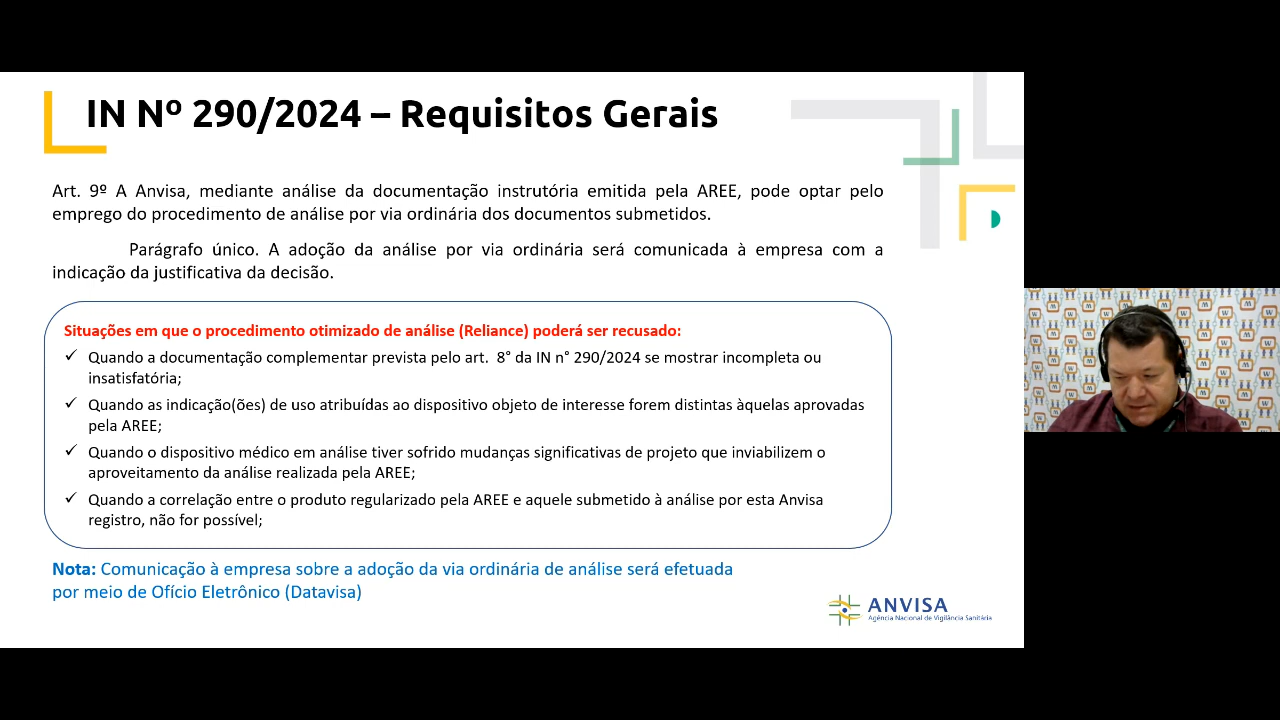 IN Nº 290/2024 – Requisitos Gerais
Art. 9º A Anvisa, mediante análise da documentação instrutória emitida pela AREE, pode optar pelo
emprego do procedimento de análise por via ordinária dos documentos submetidos.
Parágrafo único. A adoção da análise por via ordinária será comunicada à empresa com a
indicação da justificativa da decisão.
Situações em que o procedimento otimizado de análise (Reliance) poderá ser recusado:
✓ Quando a documentação complementar prevista pelo art. 8° da IN n° 290/2024 se mostrar incompleta ou
insatisfatória;
✓ Quando as indicação(ões) de uso atribuídas ao dispositivo objeto de interesse forem distintas àquelas aprovadas
pela AREE;
✓ Quando o dispositivo médico em análise tiver sofrido mudanças significativas de projeto que inviabilizem o
aproveitamento da análise realizada pela AREE;
✓ Quando a correlação entre o produto regularizado pela AREE e aquele submetido à análise por esta Anvisa
registro, não for possível;
Nota: Comunicação à empresa sobre a adoção da via ordinária de análise será efetuada
por meio de Ofício Eletrônico (Datavisa)
ANVISA
Agência Nacional de Vigilância Sanitária